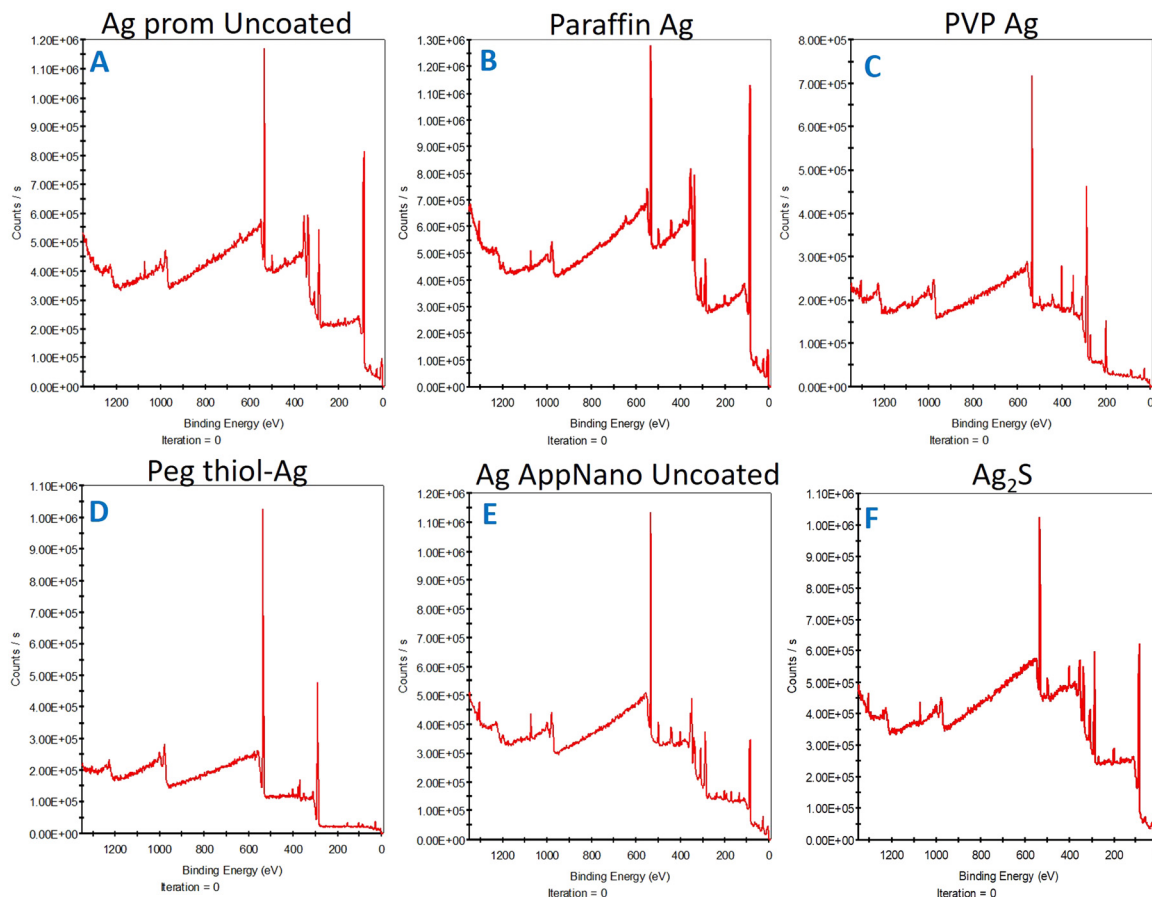 Ag prom Uncoated
A
1.20E+06
1.10E+06
1.00E+06
9.00E+05
8.00E+05
7.00E+05
6.00E+05
5.00E+05
4.00E+05
3.00E+05
2.00E+05
1.00E+05
0.00E+00
Counts / s
1200 1000 800 600 400 200 0
Binding Energy (eV)
Iteration = 0
Paraffin Ag
B
1.30E+06
1.20E+06
1.10E+06
1.00E+06
9.00E+05
8.00E+05
7.00E+05
6.00E+05
5.00E+05
4.00E+05
3.00E+05
2.00E+05
1.00E+05
0.00E+00
Counts / s
1200 1000 800 600 400 200 0
Binding Energy (eV)
Iteration = 0
PVP Ag
C
8.00E+05
7.00E+05
6.00E+05
5.00E+05
4.00E+05
3.00E+05
2.00E+05
1.00E+05
0.00E+00
Counts / s
1200 1000 800 600 400 200 0
Binding Energy (eV)
Iteration = 0
Peg thiol-Ag
D
1.10E+06
1.00E+06
9.00E+05
8.00E+05
7.00E+05
6.00E+05
5.00E+05
4.00E+05
3.00E+05
2.00E+05
1.00E+05
0.00E+00
Counts / s
1200 1000 800 600 400 200 0
Binding Energy (eV)
Iteration = 0
Ag AppNano Uncoated
E
1.20E+06
1.10E+06
1.00E+06
9.00E+05
8.00E+05
7.00E+05
6.00E+05
5.00E+05
4.00E+05
3.00E+05
2.00E+05
1.00E+05
0.00E+00
Counts / s
1200 1000 800 600 400 200 0
Binding Energy (eV)
Iteration = 0
Ag₂S
F
1.10E+06
1.00E+06
9.00E+05
8.00E+05
7.00E+05
6.00E+05
5.00E+05
4.00E+05
3.00E+05
2.00E+05
1.00E+05
0.00E+00
Counts / s
1200 1000 800 600 400 200 0
Binding Energy (eV)
Iteration = 0